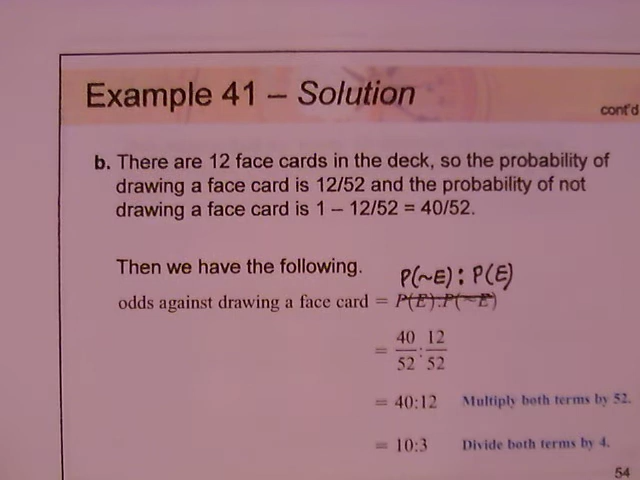 Example 41 – Solution
cont'd
b. There are 12 face cards in the deck, so the probability of
drawing a face card is 12/52 and the probability of not
drawing a face card is 1 – 12/52 = 40/52.
Then we have the following.
P(~E) : P(E)
odds against drawing a face card = P(E):P(~E)
= 40/52 : 12/52
= 40:12 Multiply both terms by 52.
= 10:3 Divide both terms by 4.
54